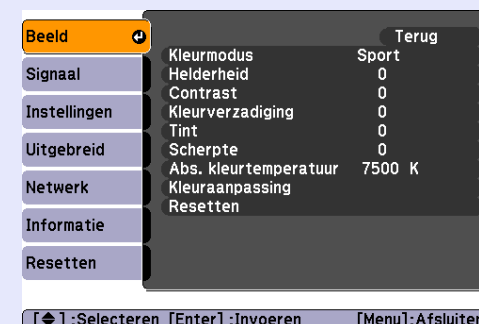 Beeld
Signaal
Instellingen
Uitgebreid
Netwerk
Informatie
Resetten
Terug
Kleurmodus Sport
Helderheid 0
Contrast 0
Kleurverzadiging 0
Tint 0
Scherpte 0
Abs. kleurtemperatuur 7500 K
Kleuraanpassing
Resetten
[ ] :Selecteren [Enter] :Invoeren [Menu]:Afsluiten